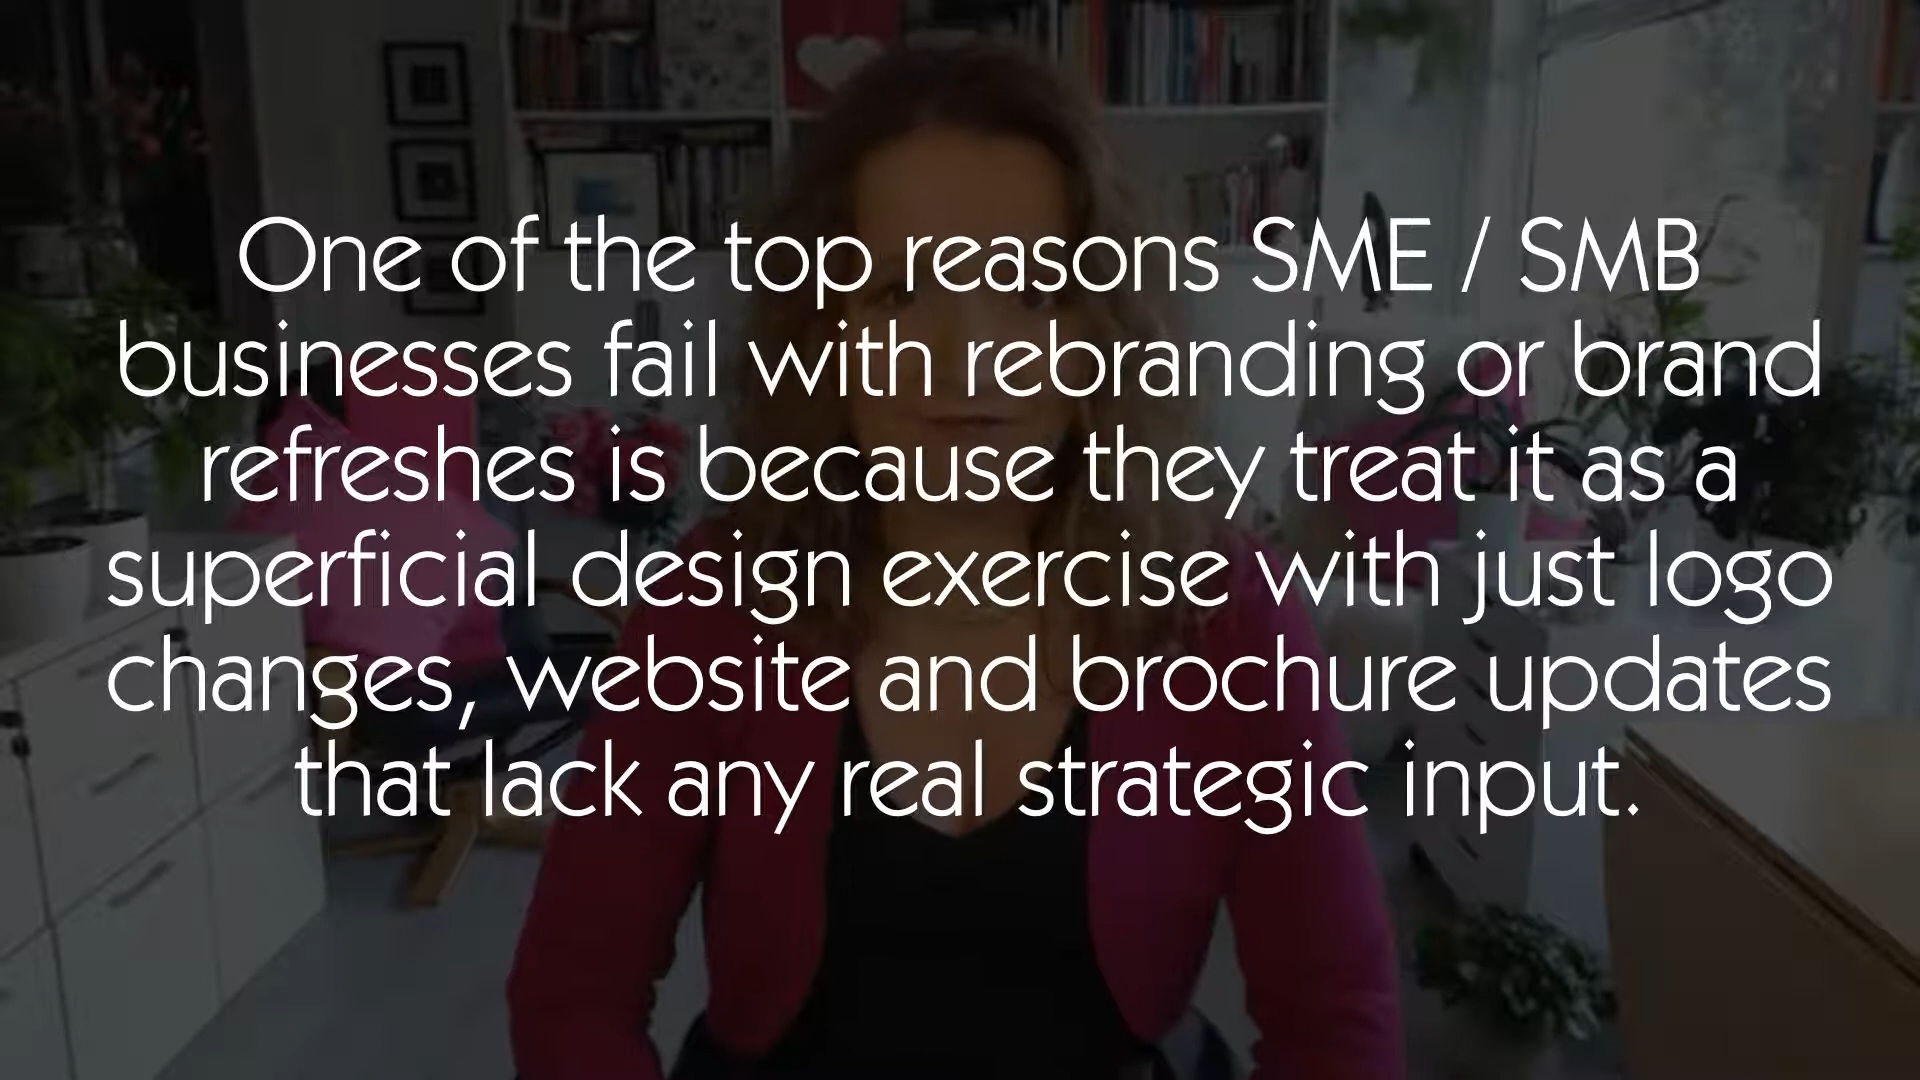 One of the top reasons SME / SMB
businesses fail with rebranding or brand
refreshes is because they treat it as a
superficial design exercise with just logo
changes, website and brochure updates
that lack any real strategic input.